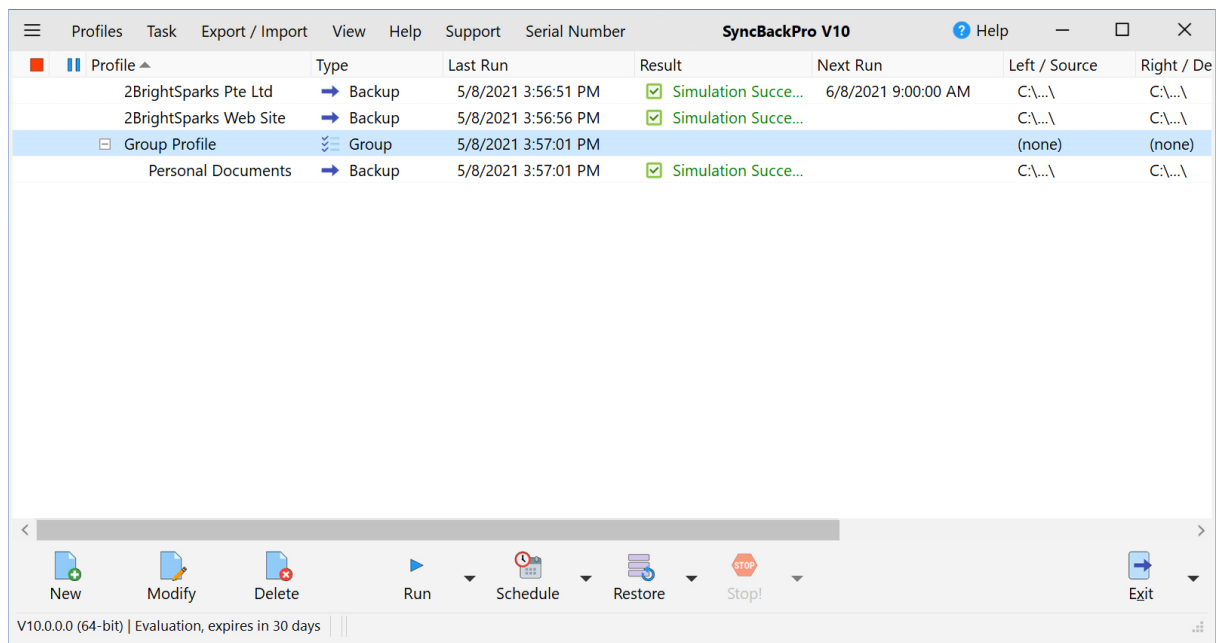 Profiles Task Export / Import View Help Support Serial Number SyncBackPro V10 ? Help
Profile Type Last Run Result Next Run Left / Source Right / De
2BrightSparks Pte Ltd Backup 5/8/2021 3:56:51 PM Simulation Succe... 6/8/2021 9:00:00 AM C:\...\ C:\...\
2BrightSparks Web Site Backup 5/8/2021 3:56:56 PM Simulation Succe... C:\...\ C:\...\
Group Profile Group 5/8/2021 3:57:01 PM (none) (none)
Personal Documents Backup 5/8/2021 3:57:01 PM Simulation Succe... C:\...\ C:\...\
STOP
New Modify Delete Run Schedule Restore Stop! Exit
V10.0.0.0 (64-bit) | Evaluation, expires in 30 days